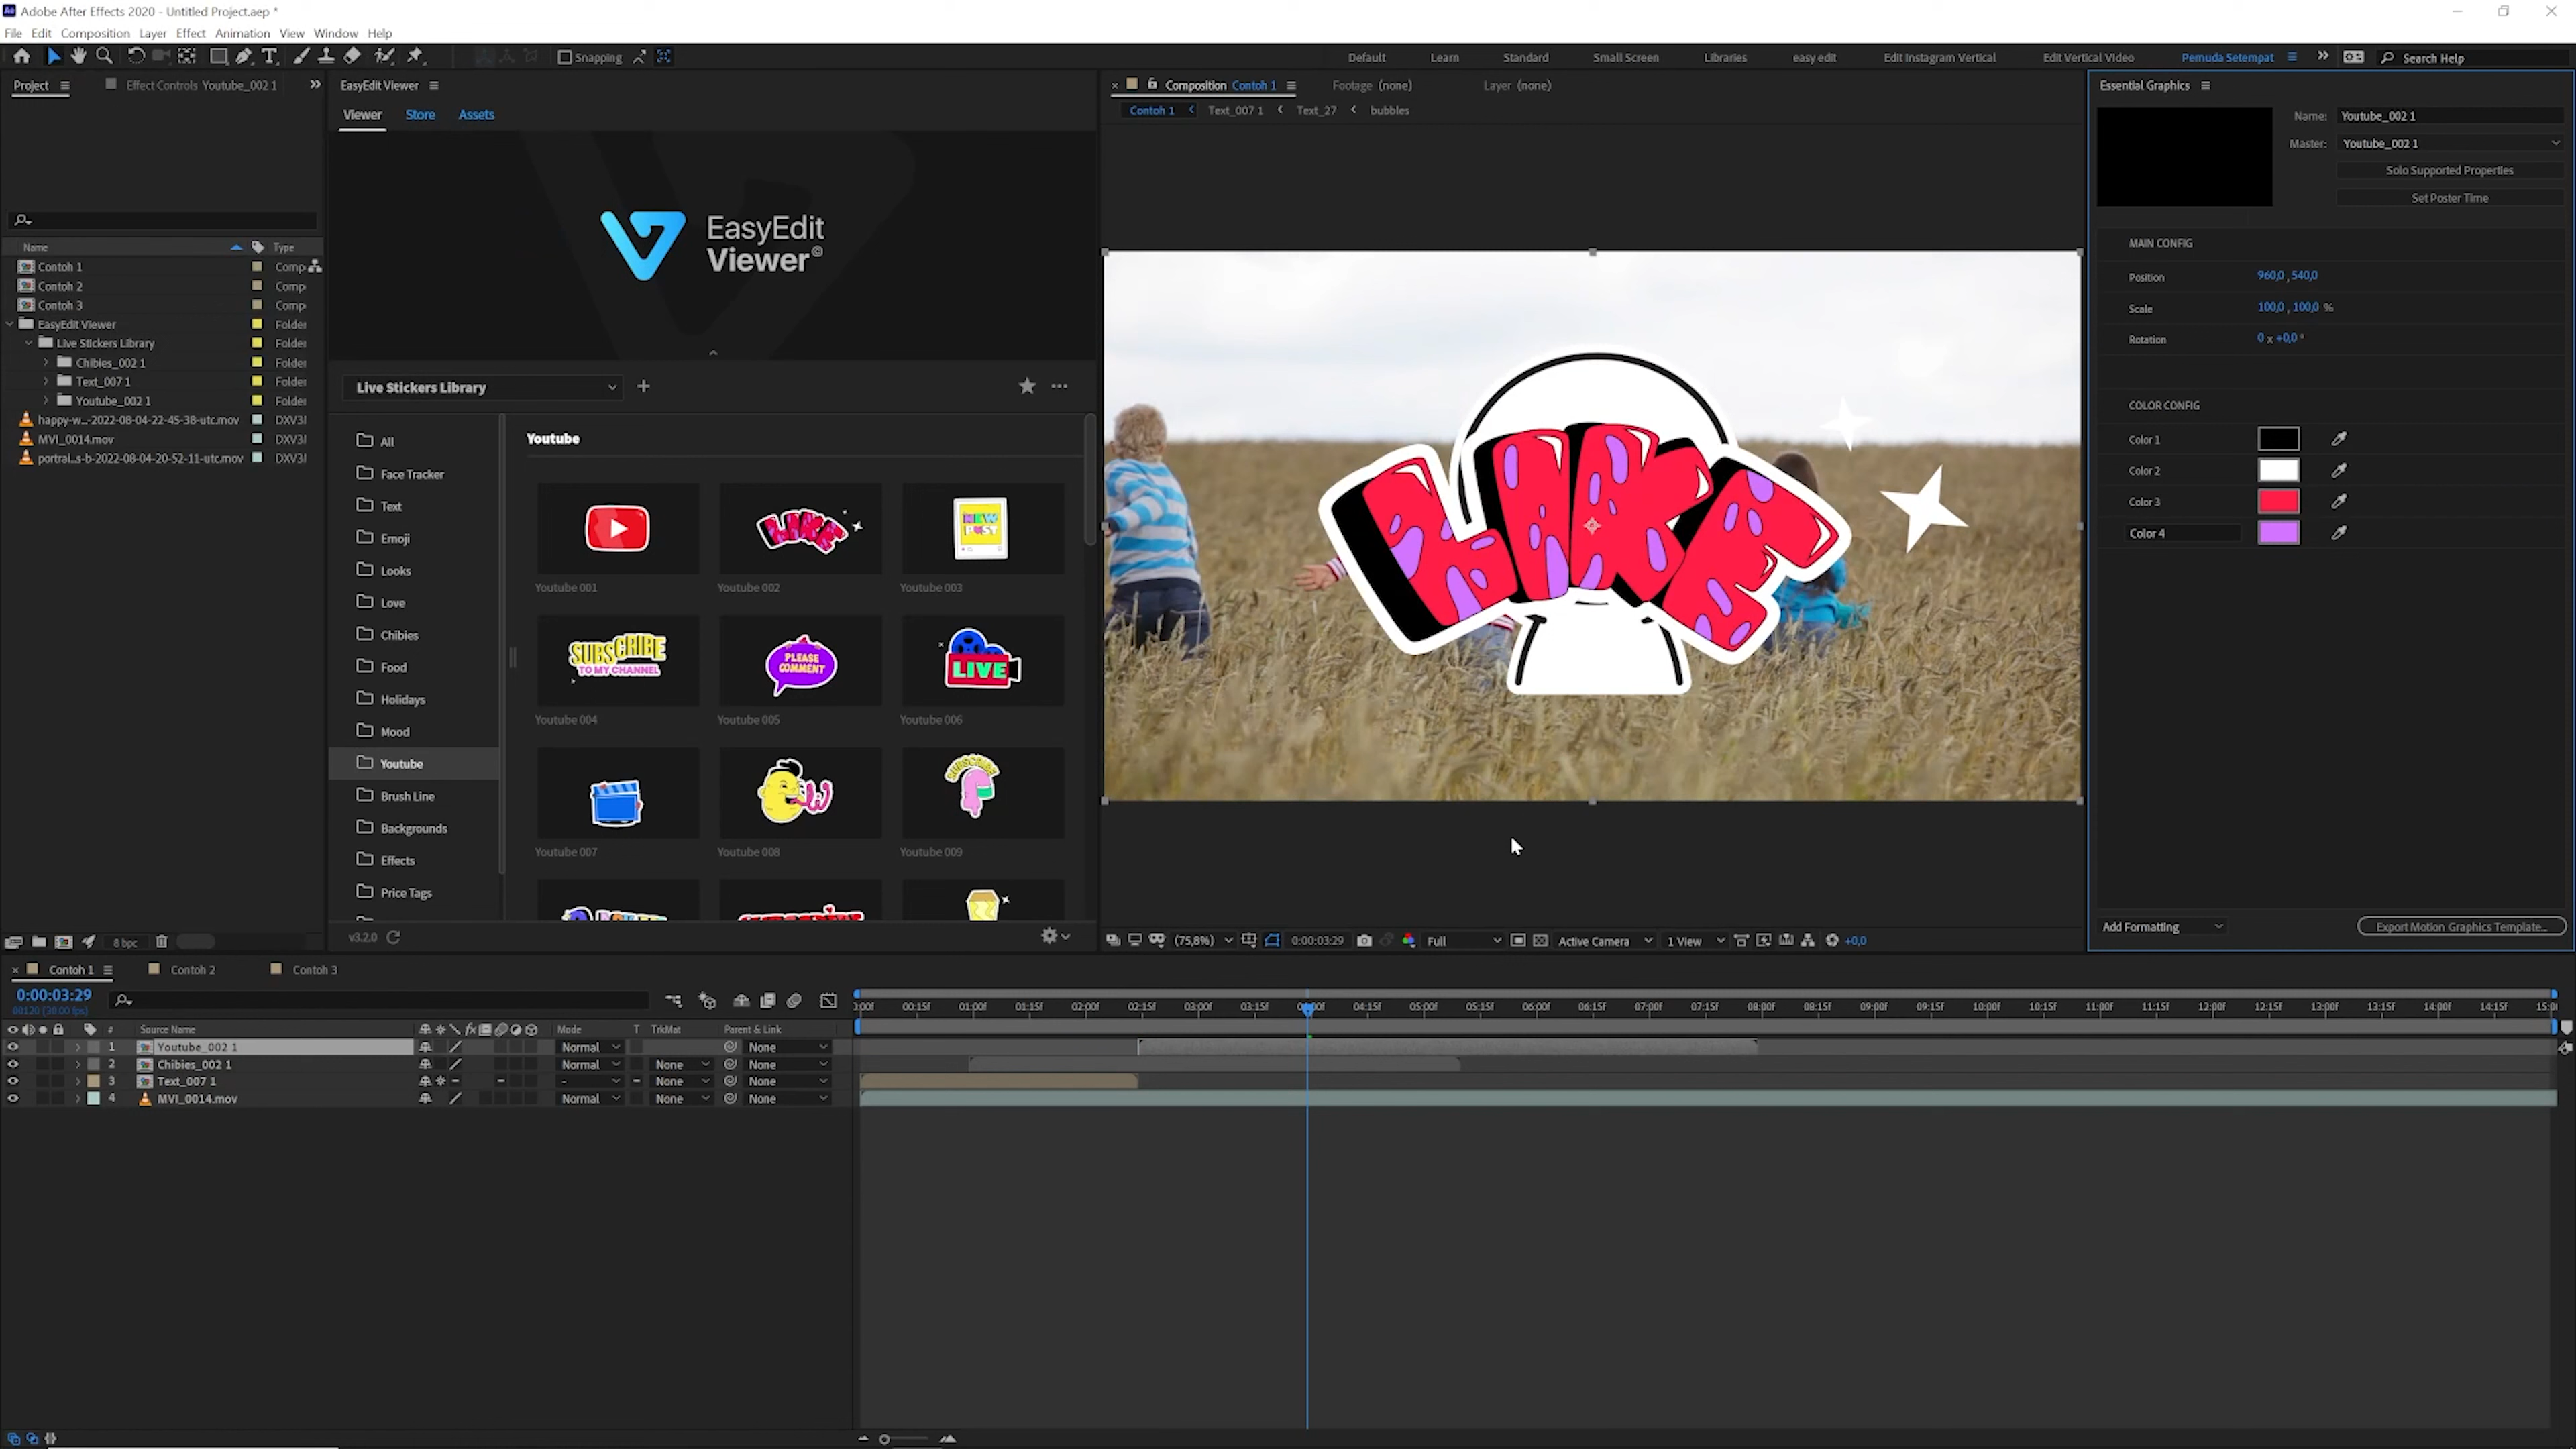 Adobe After Effects 2020 - Untitled Project.aep *
File Edit Composition Layer Effect Animation View Window Help
Snapping
Default Learn Standard Small Screen Libraries easy edit Edit Instagram Vertical Edit Vertical Video Pemuda Setempat Search Help
Project Effect Controls Youtube_002 1
Name Type
Contoh 1 Comp
Contoh 2 Comp
Contoh 3 Comp
EasyEdit Viewer Folder
Live Stickers Library Folder
Chibies_002 1 Folder
Text_007 1 Folder
Youtube_002 1 Folder
happy-w...-2022-08-04-22-45-38-utc.mov DXV3
MVI_0014.mov DXV3
portrai...s-b-2022-08-04-20-52-11-utc.mov DXV3
8 bpc
EasyEdit Viewer
Viewer Store Assets
EasyEdit
Viewer©
Live Stickers Library
All
Face Tracker
Text
Emoji
Looks
Love
Chibies
Food
Holidays
Mood
Youtube
Brush Line
Backgrounds
Effects
Price Tags
Youtube
LIKE
NEW
POST
Youtube 001 Youtube 002 Youtube 003
SUBSCRIBE
TO MY CHANNEL
PLEASE
COMMENT
LIVE
Youtube 004 Youtube 005 Youtube 006
SUBSCRIBE
Youtube 007 Youtube 008 Youtube 009
v3.2.0
Composition Contoh 1 Footage (none) Layer (none)
Contoh 1 Text_007 1 Text_27 bubbles
LIKE
(75,8%) 0:00:03:29 Full Active Camera 1 View +0,0
Essential Graphics
Name: Youtube_002 1
Master: Youtube_002 1
Solo Supported Properties
Set Poster Time
MAIN CONFIG
Position 960,0 , 540,0
Scale 100,0 , 100,0 %
Rotation 0 x +0,0 °
COLOR CONFIG
Color 1
Color 2
Color 3
Color 4
Add Formatting Export Motion Graphics Template...
Contoh 1 Contoh 2 Contoh 3
0:00:03:29
# Source Name Mode T TrkMat Parent & Link
1 Youtube_002 1 Normal None
2 Chibies_002 1 Normal None None
3 Text_007 1 - None None
4 MVI_0014.mov Normal None None
:00f 00:15f 01:00f 01:15f 02:00f 02:15f 03:00f 03:15f 04:15f 05:00f 05:15f 06:00f 06:15f 07:00f 07:15f 08:00f 08:15f 09:00f 09:15f 10:00f 10:15f 11:00f 11:15f 12:00f 12:15f 13:00f 13:15f 14:00f 14:15f